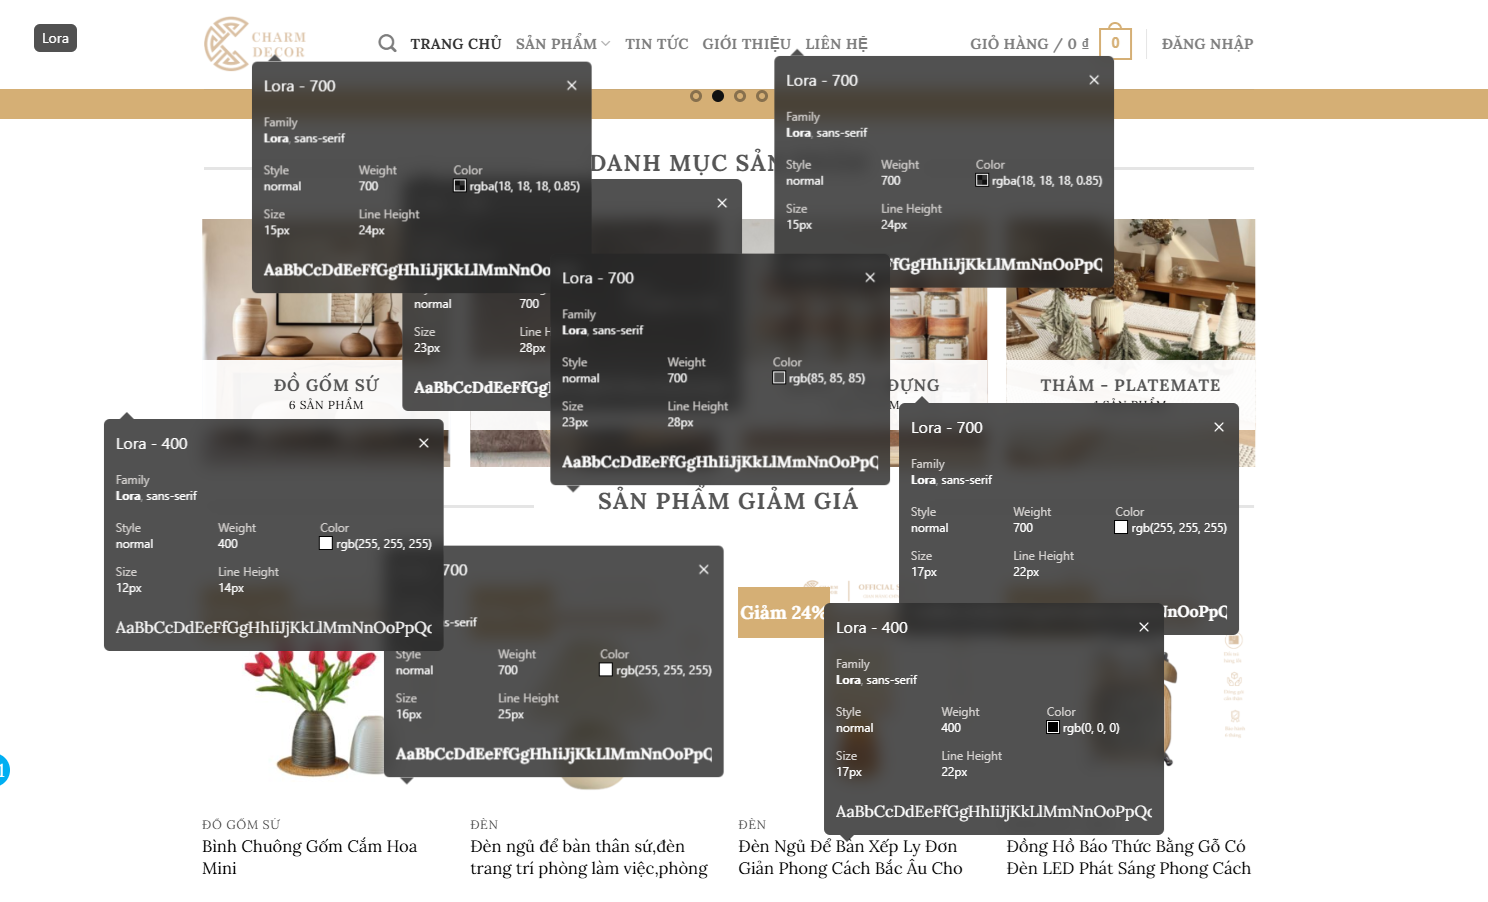 Lora
CHARM
DECOR
TRANG CHỦ
SẢN PHẨM
TIN TỨC
GIỚI THIỆU
LIÊN HỆ
GIỎ HÀNG / 0 ₫
0
ĐĂNG NHẬP
Lora - 700
Family
Lora, sans-serif
Style
Weight
Color
normal
700
rgba(18, 18, 18, 0.85)
Size
Line Height
15px
24px
AaBbCcDdEeFfGgHhIiJjKkLlMmNnOo
Lora - 700
Family
Lora, sans-serif
Style
Weight
Color
normal
700
rgba(18, 18, 18, 0.85)
Size
Line Height
15px
24px
FfGgHhIiJjKkLlMmNnOoPpQ
DANH MỤC
normal
700
Size
Line H
23px
28px
AaBbCcDdEeFfGgHhIi
Lora - 700
Family
Lora, sans-serif
Style
Weight
Color
normal
700
rgb(85, 85, 85)
Size
Line Height
23px
28px
AaBbCcDdEeFfGgHhIiJjKkLlMmNnOoPpQ
ĐỒ GỐM SỨ
6 SẢN PHẨM
ĐỰNG
THẢM - PLATEMATE
SẢN PHẨM GIẢM GIÁ
Lora - 400
Family
Lora, sans-serif
Style
Weight
Color
normal
400
rgb(255, 255, 255)
Size
Line Height
12px
14px
AaBbCcDdEeFfGgHhIiJjKkLlMmNnOoPpQq
Lora - 700
Family
Lora, sans-serif
Style
Weight
Color
normal
700
rgb(255, 255, 255)
Size
Line Height
17px
22px
NnOoPpQ
700
s-serif
Style
Weight
Color
normal
700
rgb(255, 255, 255)
Size
Line Height
16px
25px
AaBbCcDdEeFfGgHhIiJjKkLlMmNnOoPpQ
Giảm 24%
Lora - 400
Family
Lora, sans-serif
Style
Weight
Color
normal
400
rgb(0, 0, 0)
Size
Line Height
17px
22px
AaBbCcDdEeFfGgHhIiJjKkLlMmNnOoPpQq
1
ĐỒ GỐM SỨ
Bình Chuông Gốm Cắm Hoa
Mini
ĐÈN
Đèn ngủ để bàn thân sứ,đèn
trang trí phòng làm việc,phòng
ĐÈN
Đèn Ngủ Để Bàn Xếp Ly Đơn
Giản Phong Cách Bắc Âu Cho
Đồng Hồ Báo Thức Bằng Gỗ Có
Đèn LED Phát Sáng Phong Cách